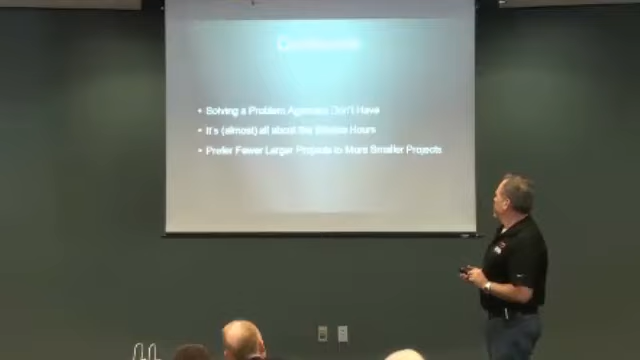 • Solving a Problem Agencies Don't Have
• It's (almost) all about the Hours
• Prefer Fewer Larger Projects to More Smaller Projects